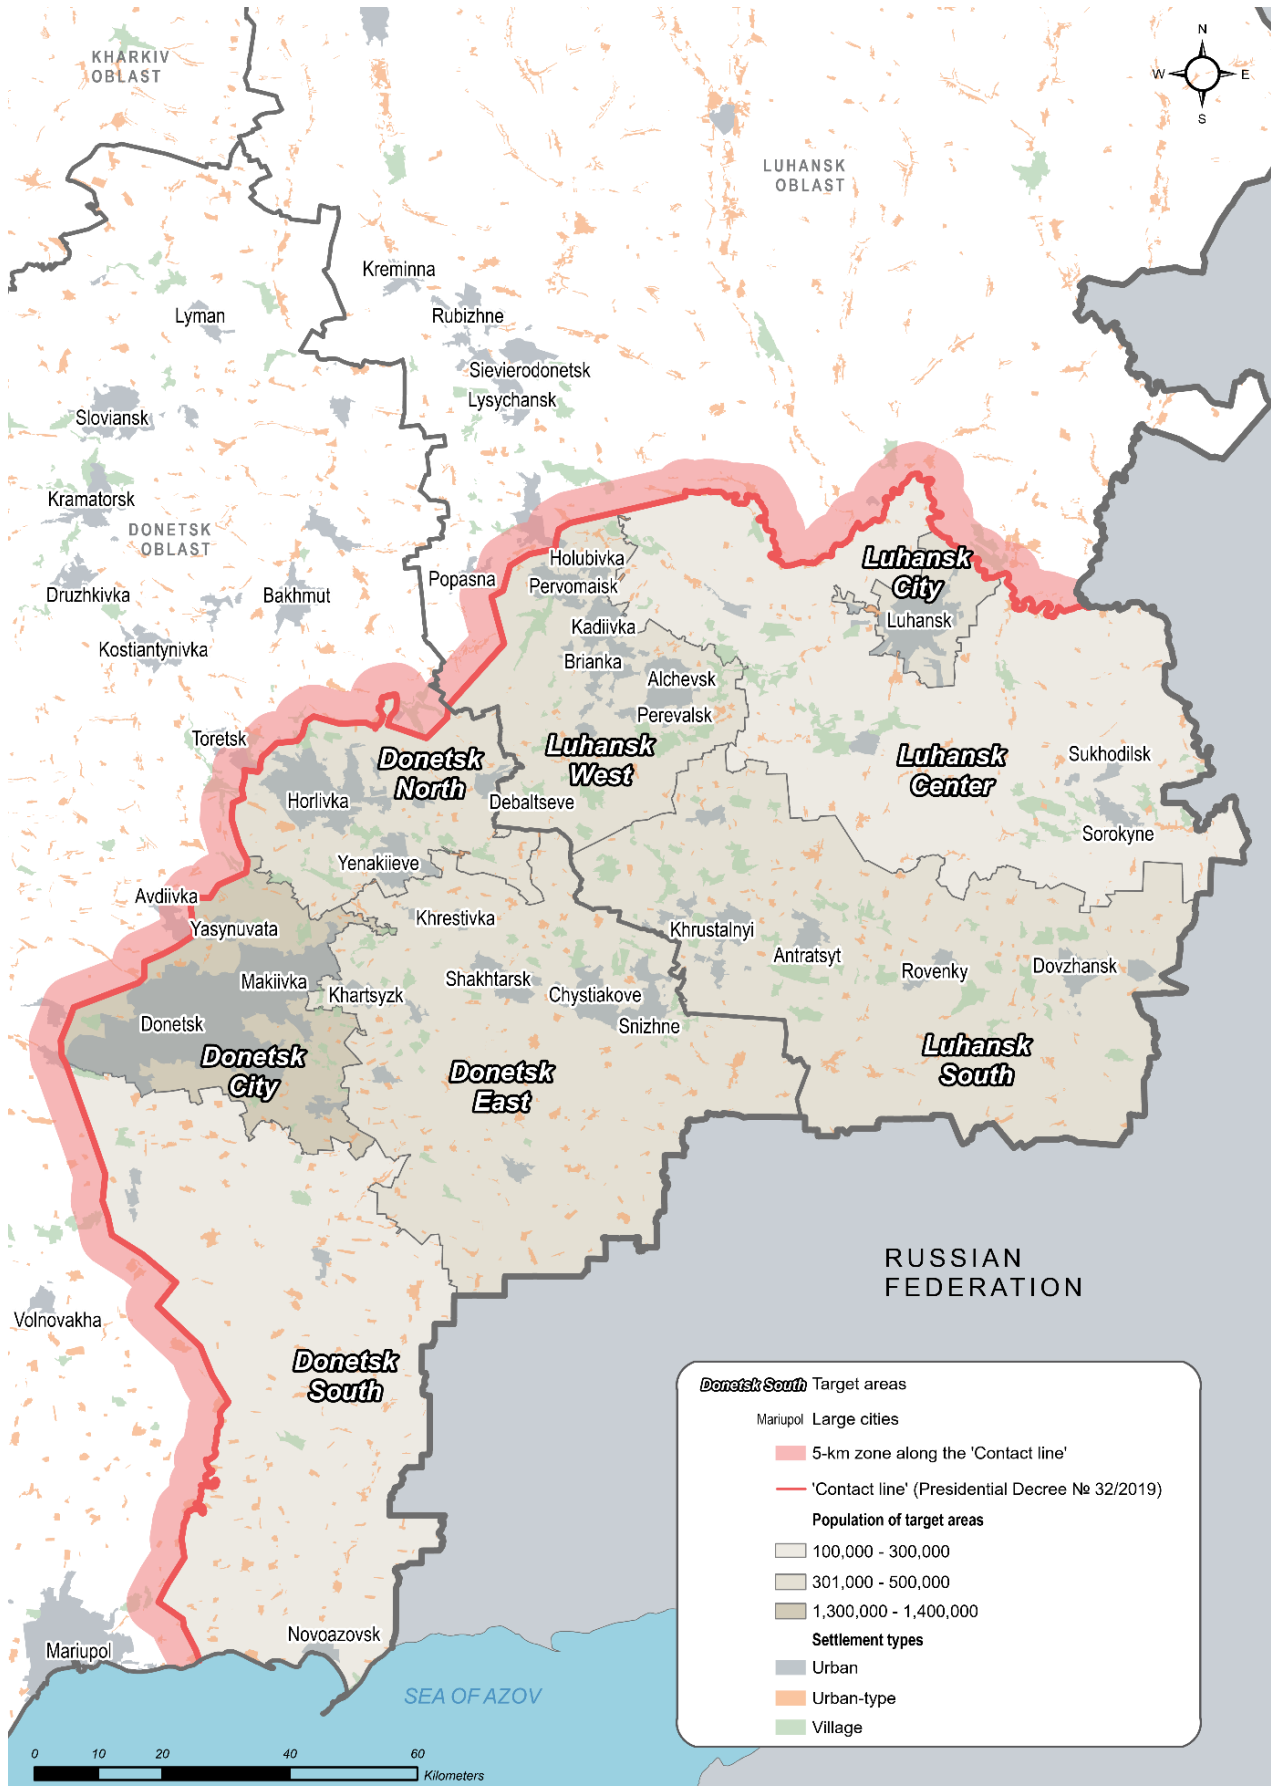 KHARKIV
OBLAST
N
W
E
S
LUHANSK
OBLAST
Kreminna
Lyman
Rubizhne
Sievierodonetsk
Lysychansk
Sloviansk
Kramatorsk
DONETSK
OBLAST
Holubivka
Luhansk
City
Popasna
Pervomaisk
Druzhkivka
Bakhmut
Luhansk
Kadiivka
Kostiantynivka
Brianka
Alchevsk
Perevalsk
Toretsk
Donetsk
North
Luhansk
West
Luhansk
Center
Sukhodilsk
Horlivka
Debaltseve
Sorokyne
Yenakiieve
Avdiivka
Yasynuvata
Khrestivka
Khrustalnyi
Antratsyt
Rovenky
Dovzhansk
Makiivka
Khartsyzk
Shakhtarsk
Chystiakove
Donetsk
Snizhne
Donetsk
City
Donetsk
East
Luhansk
South
RUSSIAN
FEDERATION
Volnovakha
Donetsk
South
Donetsk South Target areas
Mariupol Large cities
5-km zone along the 'Contact line'
'Contact line' (Presidential Decree № 32/2019)
Population of target areas
100,000 - 300,000
301,000 - 500,000
1,300,000 - 1,400,000
Settlement types
Urban
Urban-type
Village
Novoazovsk
Mariupol
SEA OF AZOV
0 10 20 40 60
Kilometers